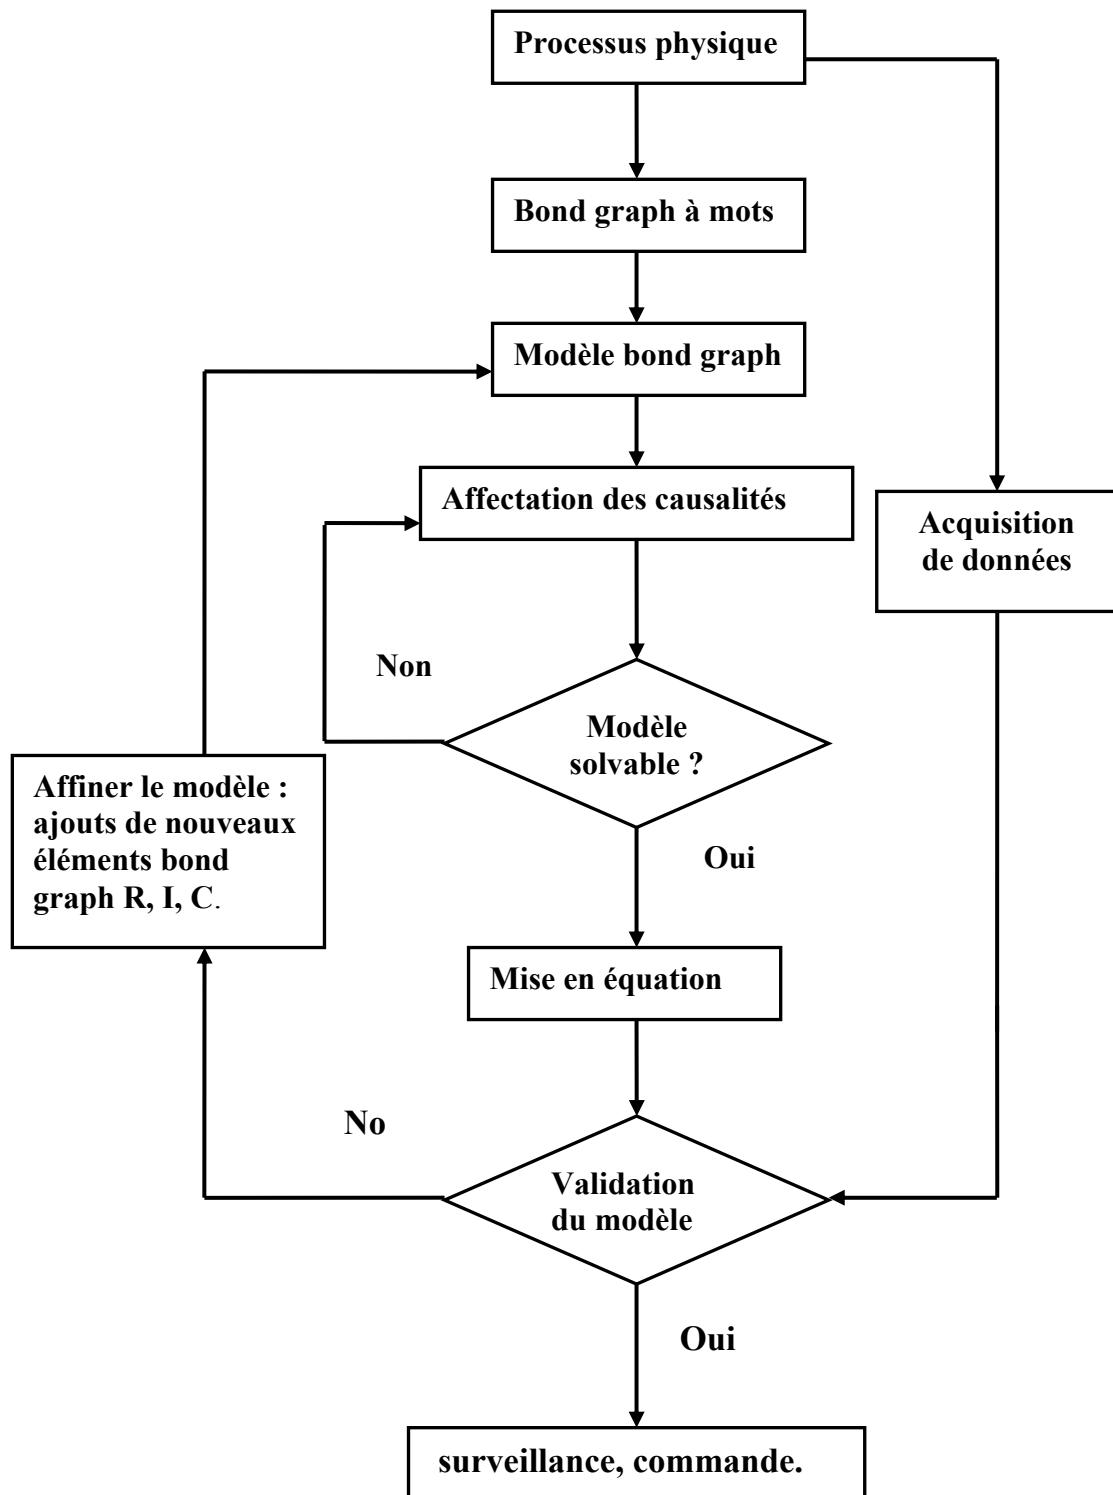 Processus physique
Bond graph à mots
Modèle bond graph
Affectation des causalités
Acquisition
de données
Non
Modèle
solvable ?
Affiner le modèle :
ajouts de nouveaux
éléments bond
graph R, I, C.
Oui
Mise en équation
No
Validation
du modèle
Oui
surveillance, commande.